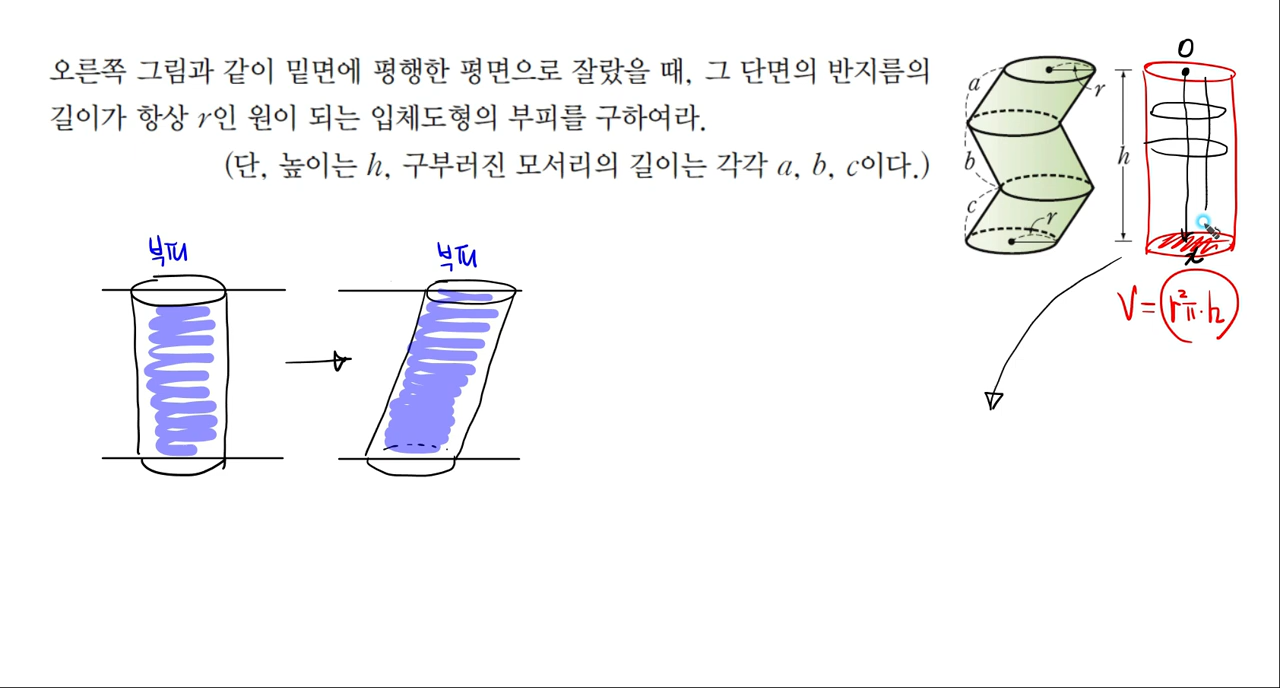 오른쪽 그림과 같이 밑면에 평행한 평면으로 잘랐을 때, 그 단면의 반지름의
길이가 항상 r인 원이 되는 입체도형의 부피를 구하여라.
(단, 높이는 h, 구부러진 모서리의 길이는 각각 a, b, c이다.)
a
r
b
h
c
r
0
x
V = r²π·h
부피
부피